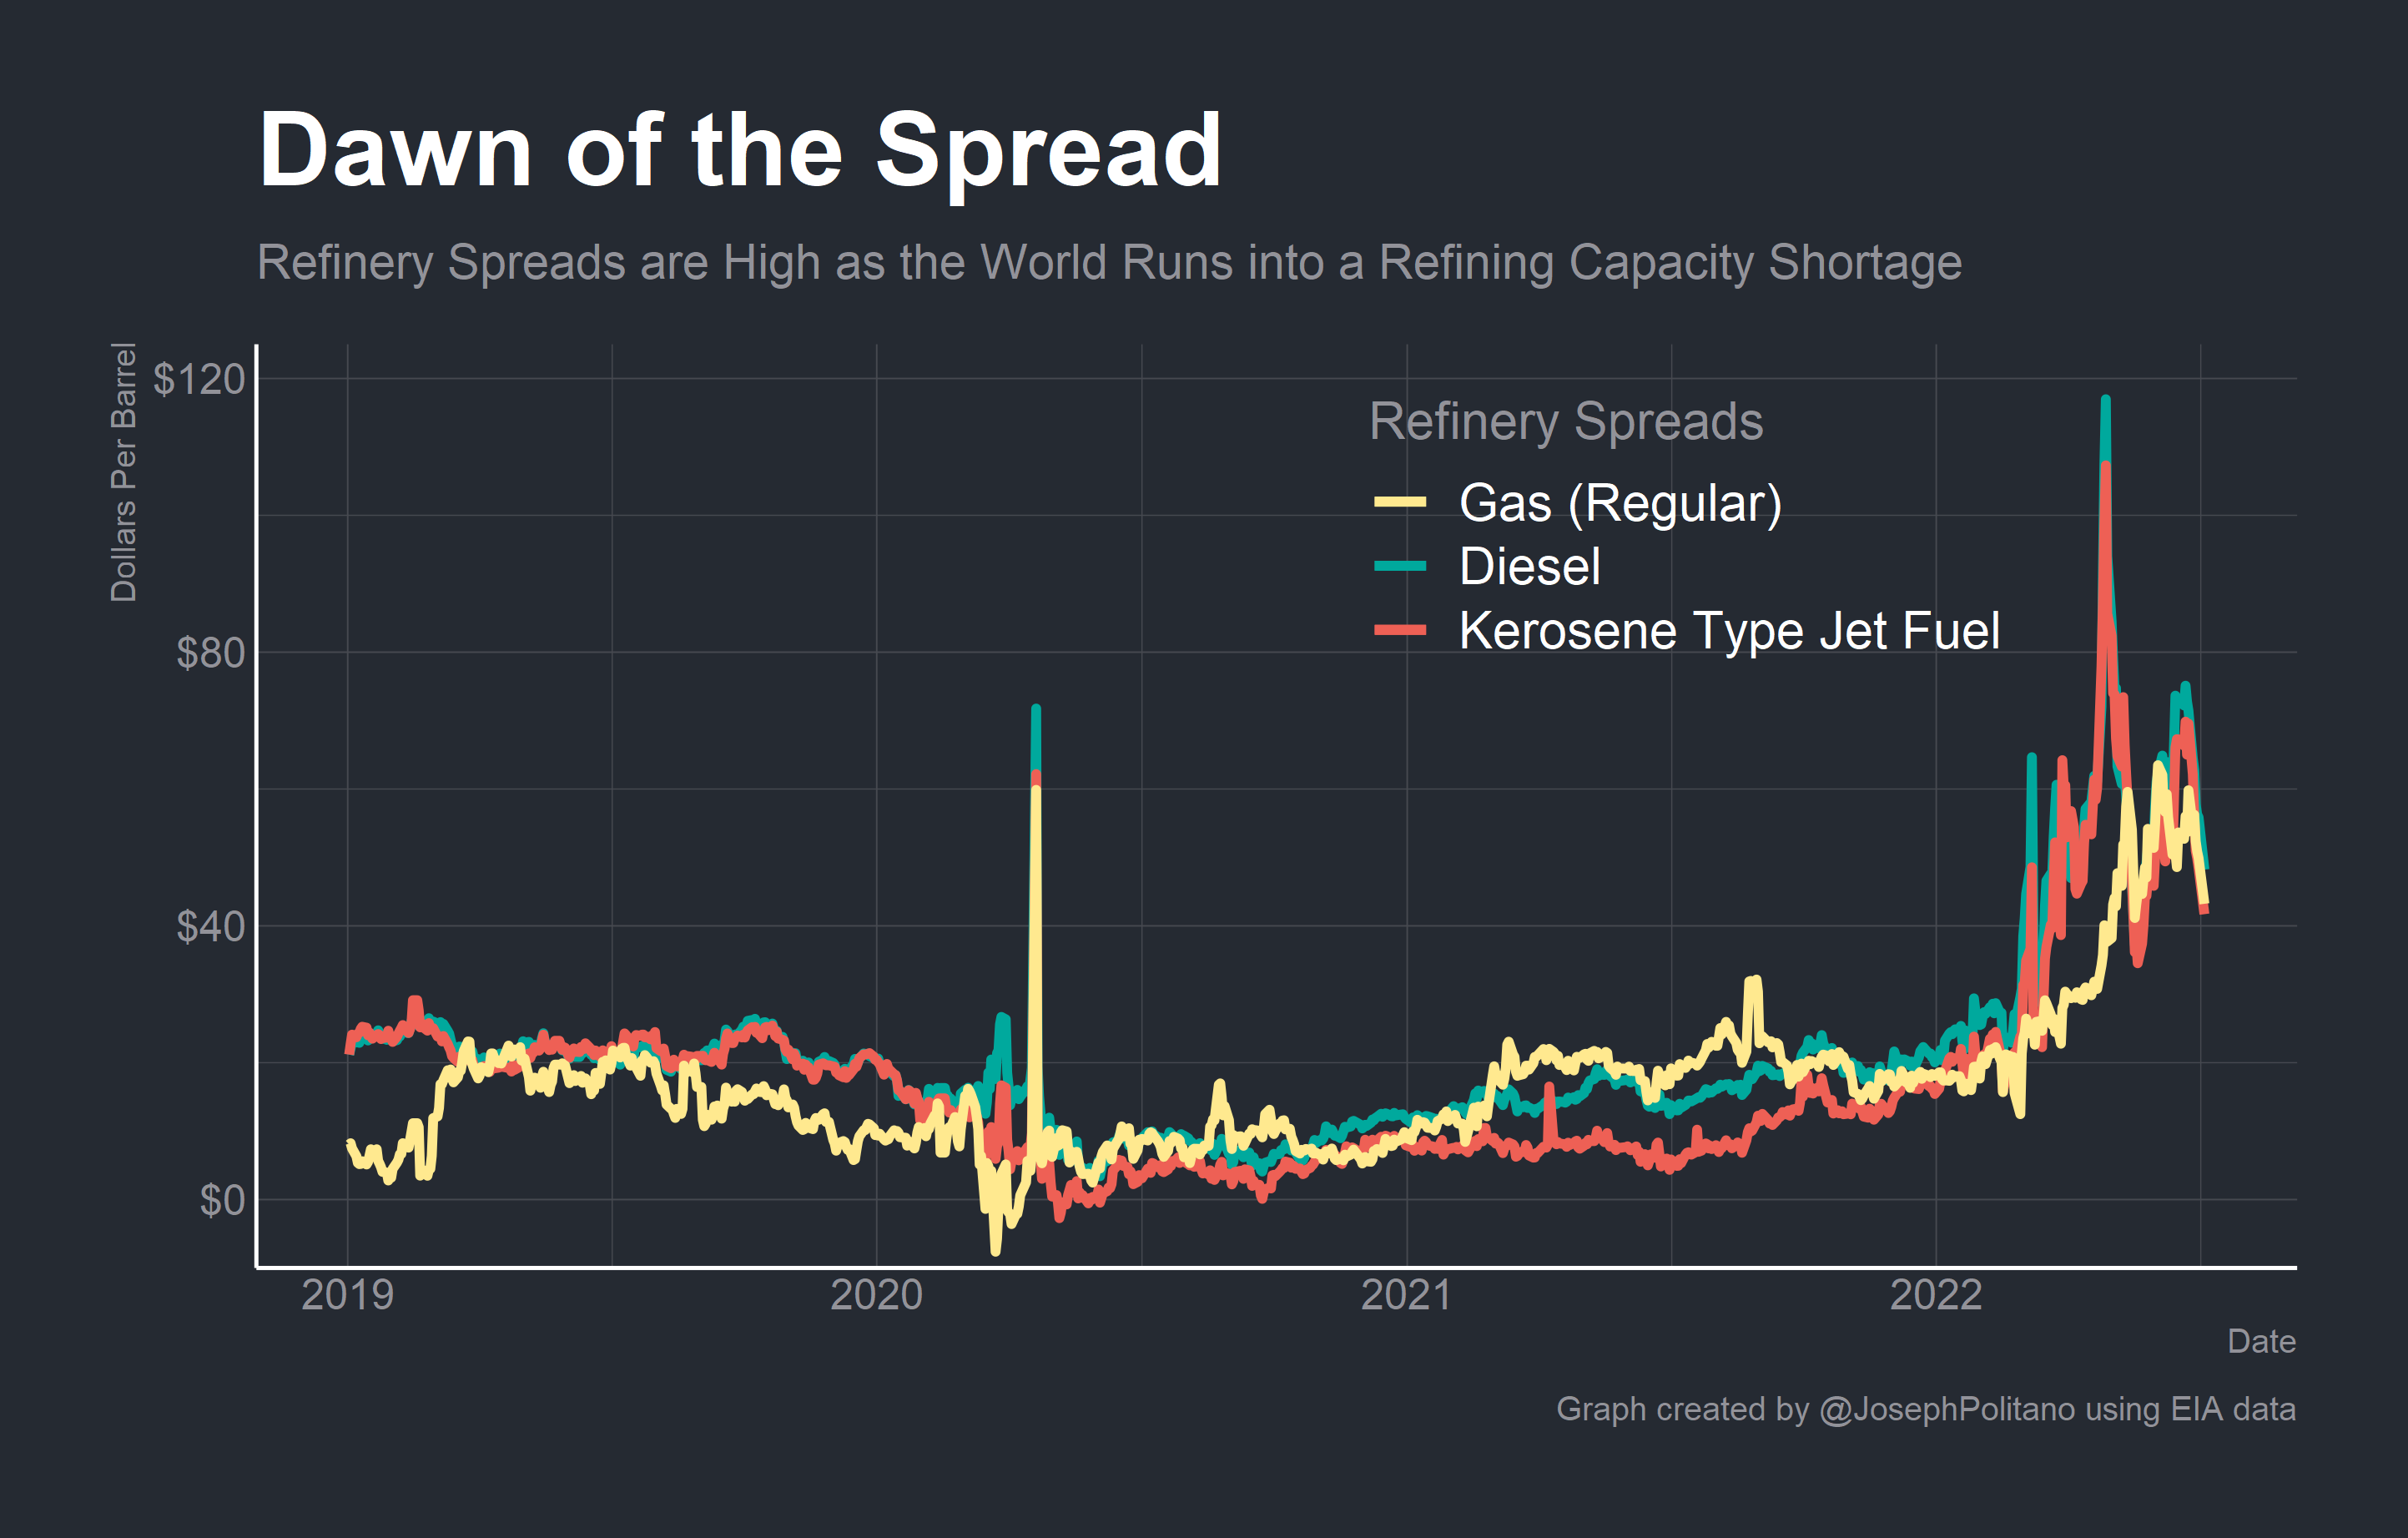 Dawn of the Spread
Refinery Spreads are High as the World Runs into a Refining Capacity Shortage
Dollars Per Barrel
$120
$80
$40
$0
Refinery Spreads
Gas (Regular)
Diesel
Kerosene Type Jet Fuel
2019
2020
2021
2022
Date
Graph created by @JosephPolitano using EIA data